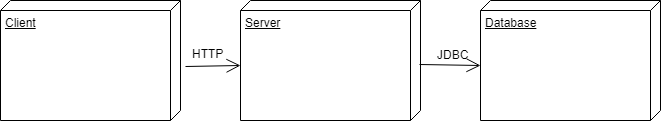 Client
HTTP
Server
JDBC
Database